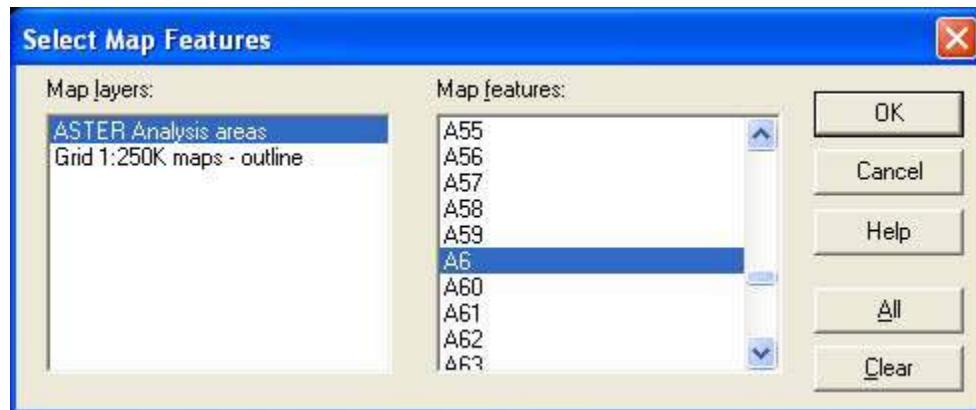 Select Map Features
Map layers:
ASTER Analysis areas
Grid 1:250K maps - outline
Map features:
A55
A56
A57
A58
A59
A6
A60
A61
A62
A63
OK
Cancel
Help
All
Clear